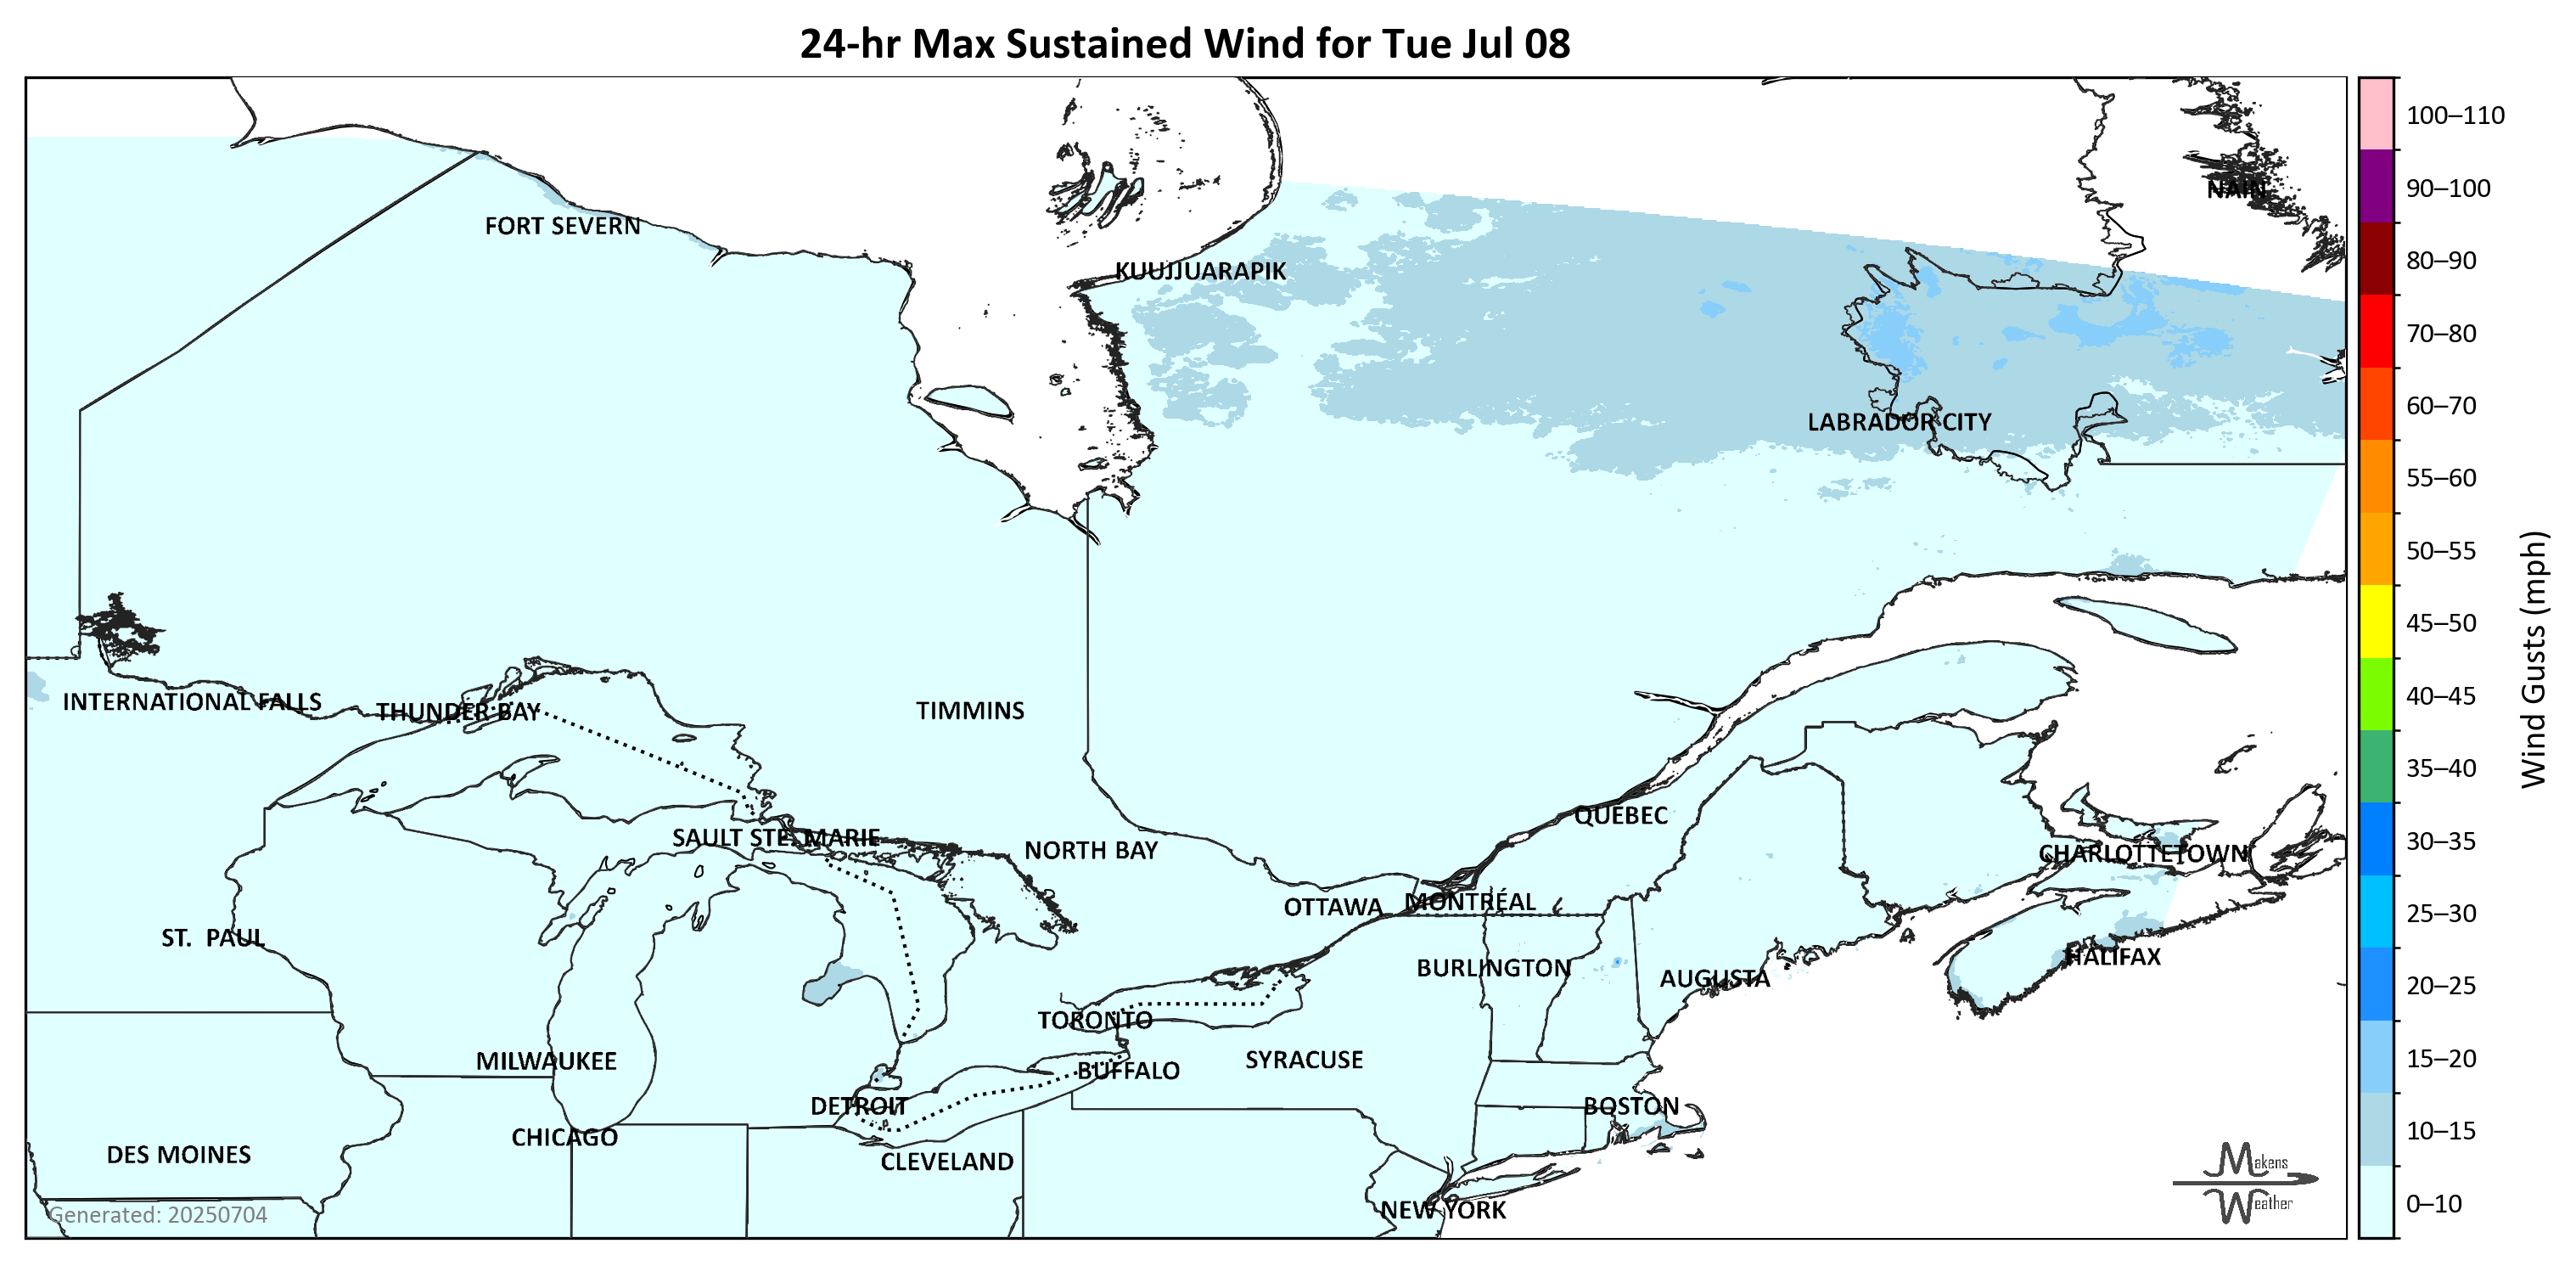 24-hr Max Sustained Wind for Tue Jul 08
100–110
90–100
NAIN
FORT SEVERN
80–90
KUUJJUARAPIK
70–80
60–70
LABRADOR CITY
55–60
50–55
45–50
Wind Gusts (mph)
40–45
INTERNATIONAL FALLS
THUNDER BAY
TIMMINS
35–40
QUÉBEC
30–35
SAULT STE. MARIE
NORTH BAY
CHARLOTTETOWN
OTTAWA
MONTRÉAL
25–30
ST. PAUL
HALIFAX
BURLINGTON
AUGUSTA
20–25
TORONTO
MILWAUKEE
SYRACUSE
15–20
BUFFALO
DETROIT
BOSTON
10–15
CHICAGO
DES MOINES
CLEVELAND
Makens
Weather
0–10
NEW YORK
Generated: 20250704